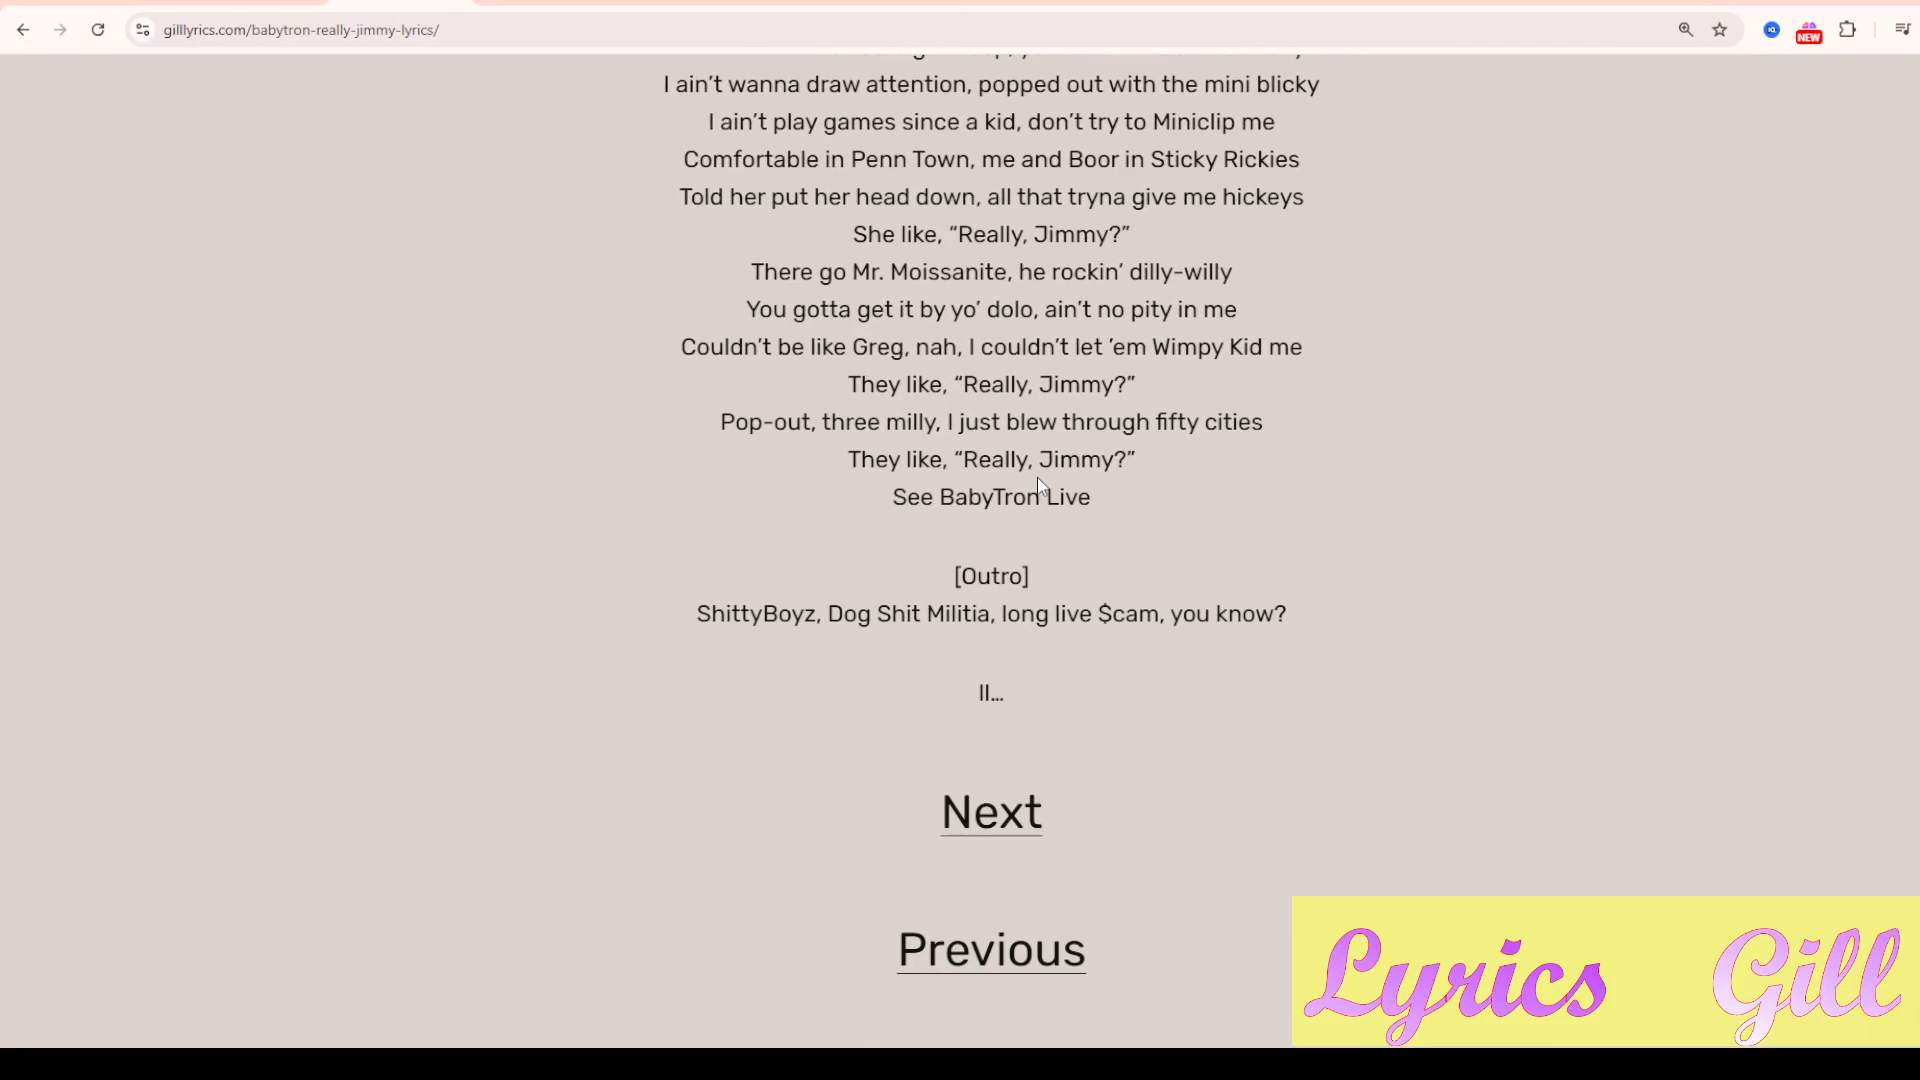 gilllyrics.com/babytron-really-jimmy-lyrics/
NEW
I ain’t wanna draw attention, popped out with the mini blicky
I ain’t play games since a kid, don’t try to Miniclip me
Comfortable in Penn Town, me and Boor in Sticky Rickies
Told her put her head down, all that tryna give me hickeys
She like, “Really, Jimmy?”
There go Mr. Moissanite, he rockin’ dilly-willy
You gotta get it by yo’ dolo, ain’t no pity in me
Couldn’t be like Greg, nah, I couldn’t let ’em Wimpy Kid me
They like, “Really, Jimmy?”
Pop-out, three milly, I just blew through fifty cities
They like, “Really, Jimmy?”
See BabyTron Live
[Outro]
ShittyBoyz, Dog Shit Militia, long live $cam, you know?
II…
Next
Previous
Lyrics Gill